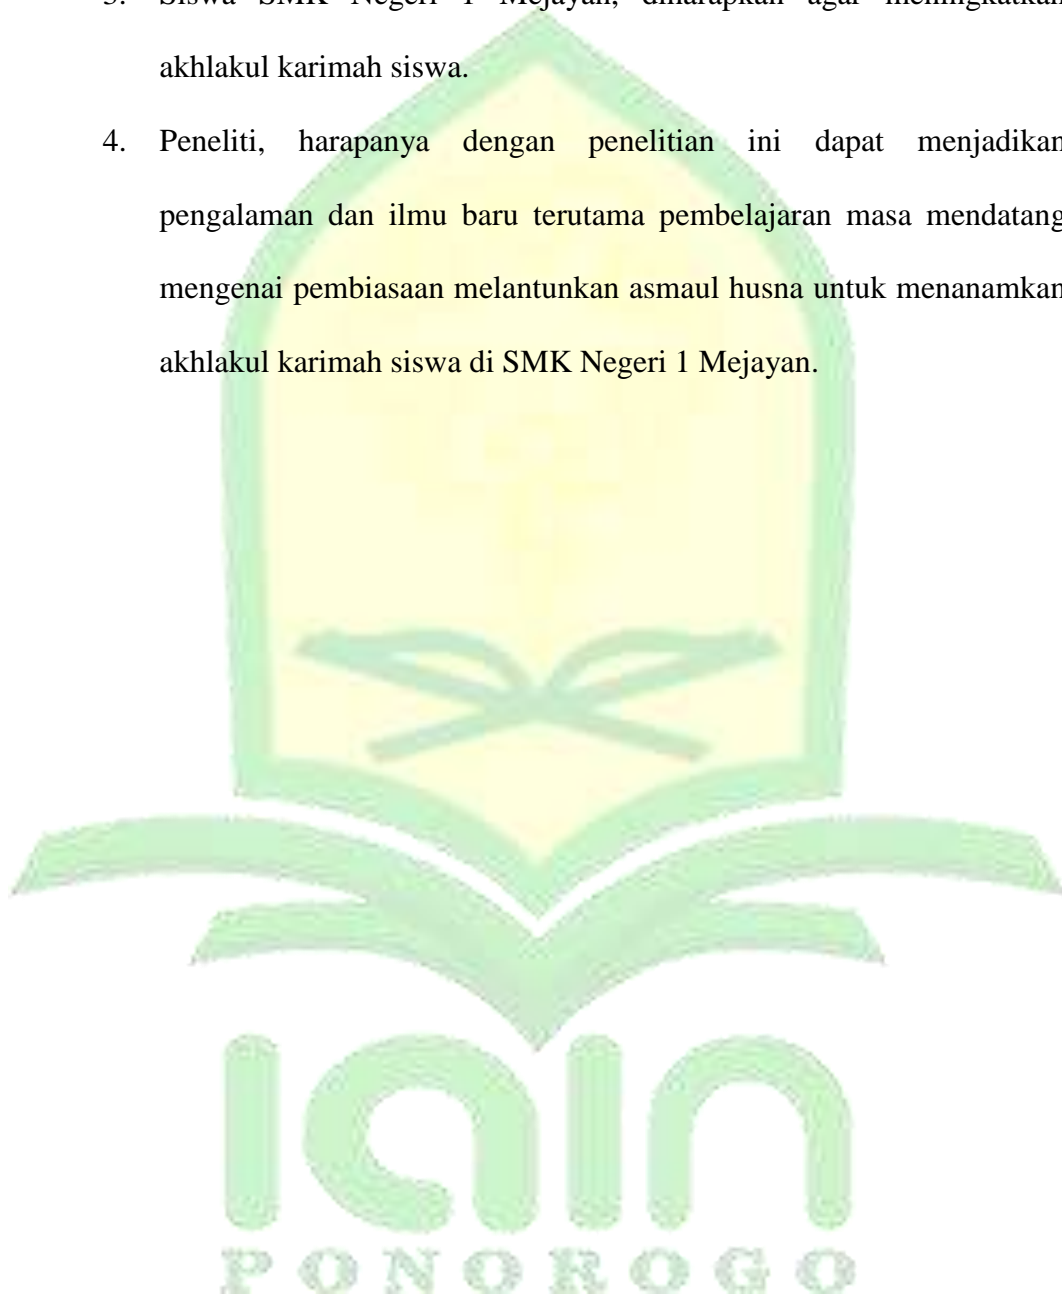 3. Siswa SMK Negeri 1 Mejayan, diharapkan agar meningkatkan
akhlakul karimah siswa.
4. Peneliti, harapanya dengan penelitian ini dapat menjadikan
pengalaman dan ilmu baru terutama pembelajaran masa mendatang
mengenai pembiasaan melantunkan asmaul husna untuk menanamkan
akhlakul karimah siswa di SMK Negeri 1 Mejayan.
iain
PONOROGO